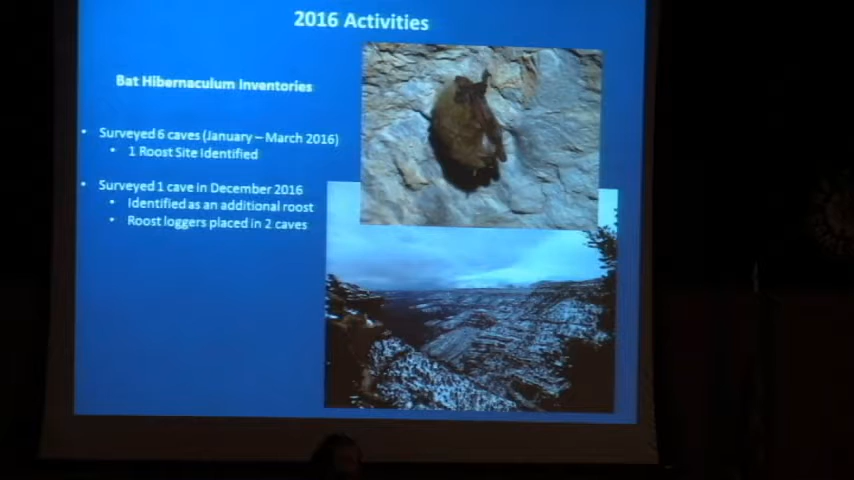 2016 Activities
Bat Hibernaculum Inventories
• Surveyed 6 caves (January – March 2016)
• 1 Roost Site Identified
• Surveyed 1 cave in December 2016
• Identified as an additional roost
• Roost loggers placed in 2 caves